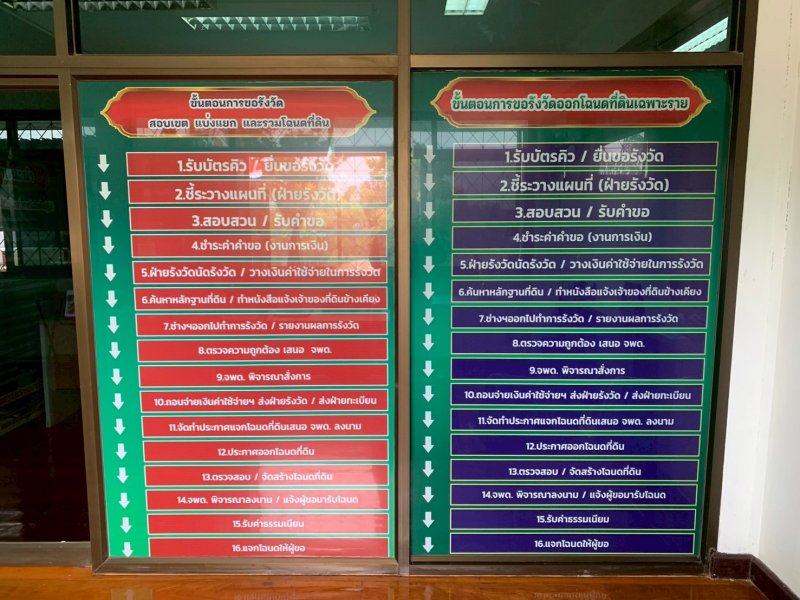 ขั้นตอนการขอรังวัด
สอบเขต แบ่งแยก และรวมโฉนดที่ดิน
1.รับบัตรคิว / ยื่นขอรังวัด
2.ชี้ระวางแผนที่ (ฝ่ายรังวัด)
3.สอบสวน / รับคำขอ
4.ชำระค่าคำขอ (งานการเงิน)
5.ฝ่ายรังวัดนัดรังวัด / วางเงินค่าใช้จ่ายในการรังวัด
6.ค้นหาหลักฐานที่ดิน / ทำหนังสือแจ้งเจ้าของที่ดินข้างเคียง
7.ช่างฯออกไปทำการรังวัด / รายงานผลการรังวัด
8.ตรวจความถูกต้อง เสนอ จพด.
9.จพด. พิจารณาสั่งการ
10.ถอนจ่ายเงินค่าใช้จ่ายฯ ส่งฝ่ายรังวัด / ส่งฝ่ายทะเบียน
11.จัดทำประกาศแจกโฉนดที่ดินเสนอ จพด. ลงนาม
12.ประกาศออกโฉนดที่ดิน
13.ตรวจสอบ / จัดสร้างโฉนดที่ดิน
14.จพด. พิจารณาลงนาม / แจ้งผู้ขอมารับโฉนด
15.รับค่าธรรมเนียม
16.แจกโฉนดให้ผู้ขอ
ขั้นตอนการขอรังวัดออกโฉนดที่ดินเฉพาะราย
1.รับบัตรคิว / ยื่นขอรังวัด
2.ชี้ระวางแผนที่ (ฝ่ายรังวัด)
3.สอบสวน / รับคำขอ
4.ชำระค่าคำขอ (งานการเงิน)
5.ฝ่ายรังวัดนัดรังวัด / วางเงินค่าใช้จ่ายในการรังวัด
6.ค้นหาหลักฐานที่ดิน / ทำหนังสือแจ้งเจ้าของที่ดินข้างเคียง
7.ช่างฯออกไปทำการรังวัด / รายงานผลการรังวัด
8.ตรวจความถูกต้อง เสนอ จพด.
9.จพด. พิจารณาสั่งการ
10.ถอนจ่ายเงินค่าใช้จ่ายฯ ส่งฝ่ายรังวัด / ส่งฝ่ายทะเบียน
11.จัดทำประกาศแจกโฉนดที่ดินเสนอ จพด. ลงนาม
12.ประกาศออกโฉนดที่ดิน
13.ตรวจสอบ / จัดสร้างโฉนดที่ดิน
14.จพด. พิจารณาลงนาม / แจ้งผู้ขอมารับโฉนด
15.รับค่าธรรมเนียม
16.แจกโฉนดให้ผู้ขอ